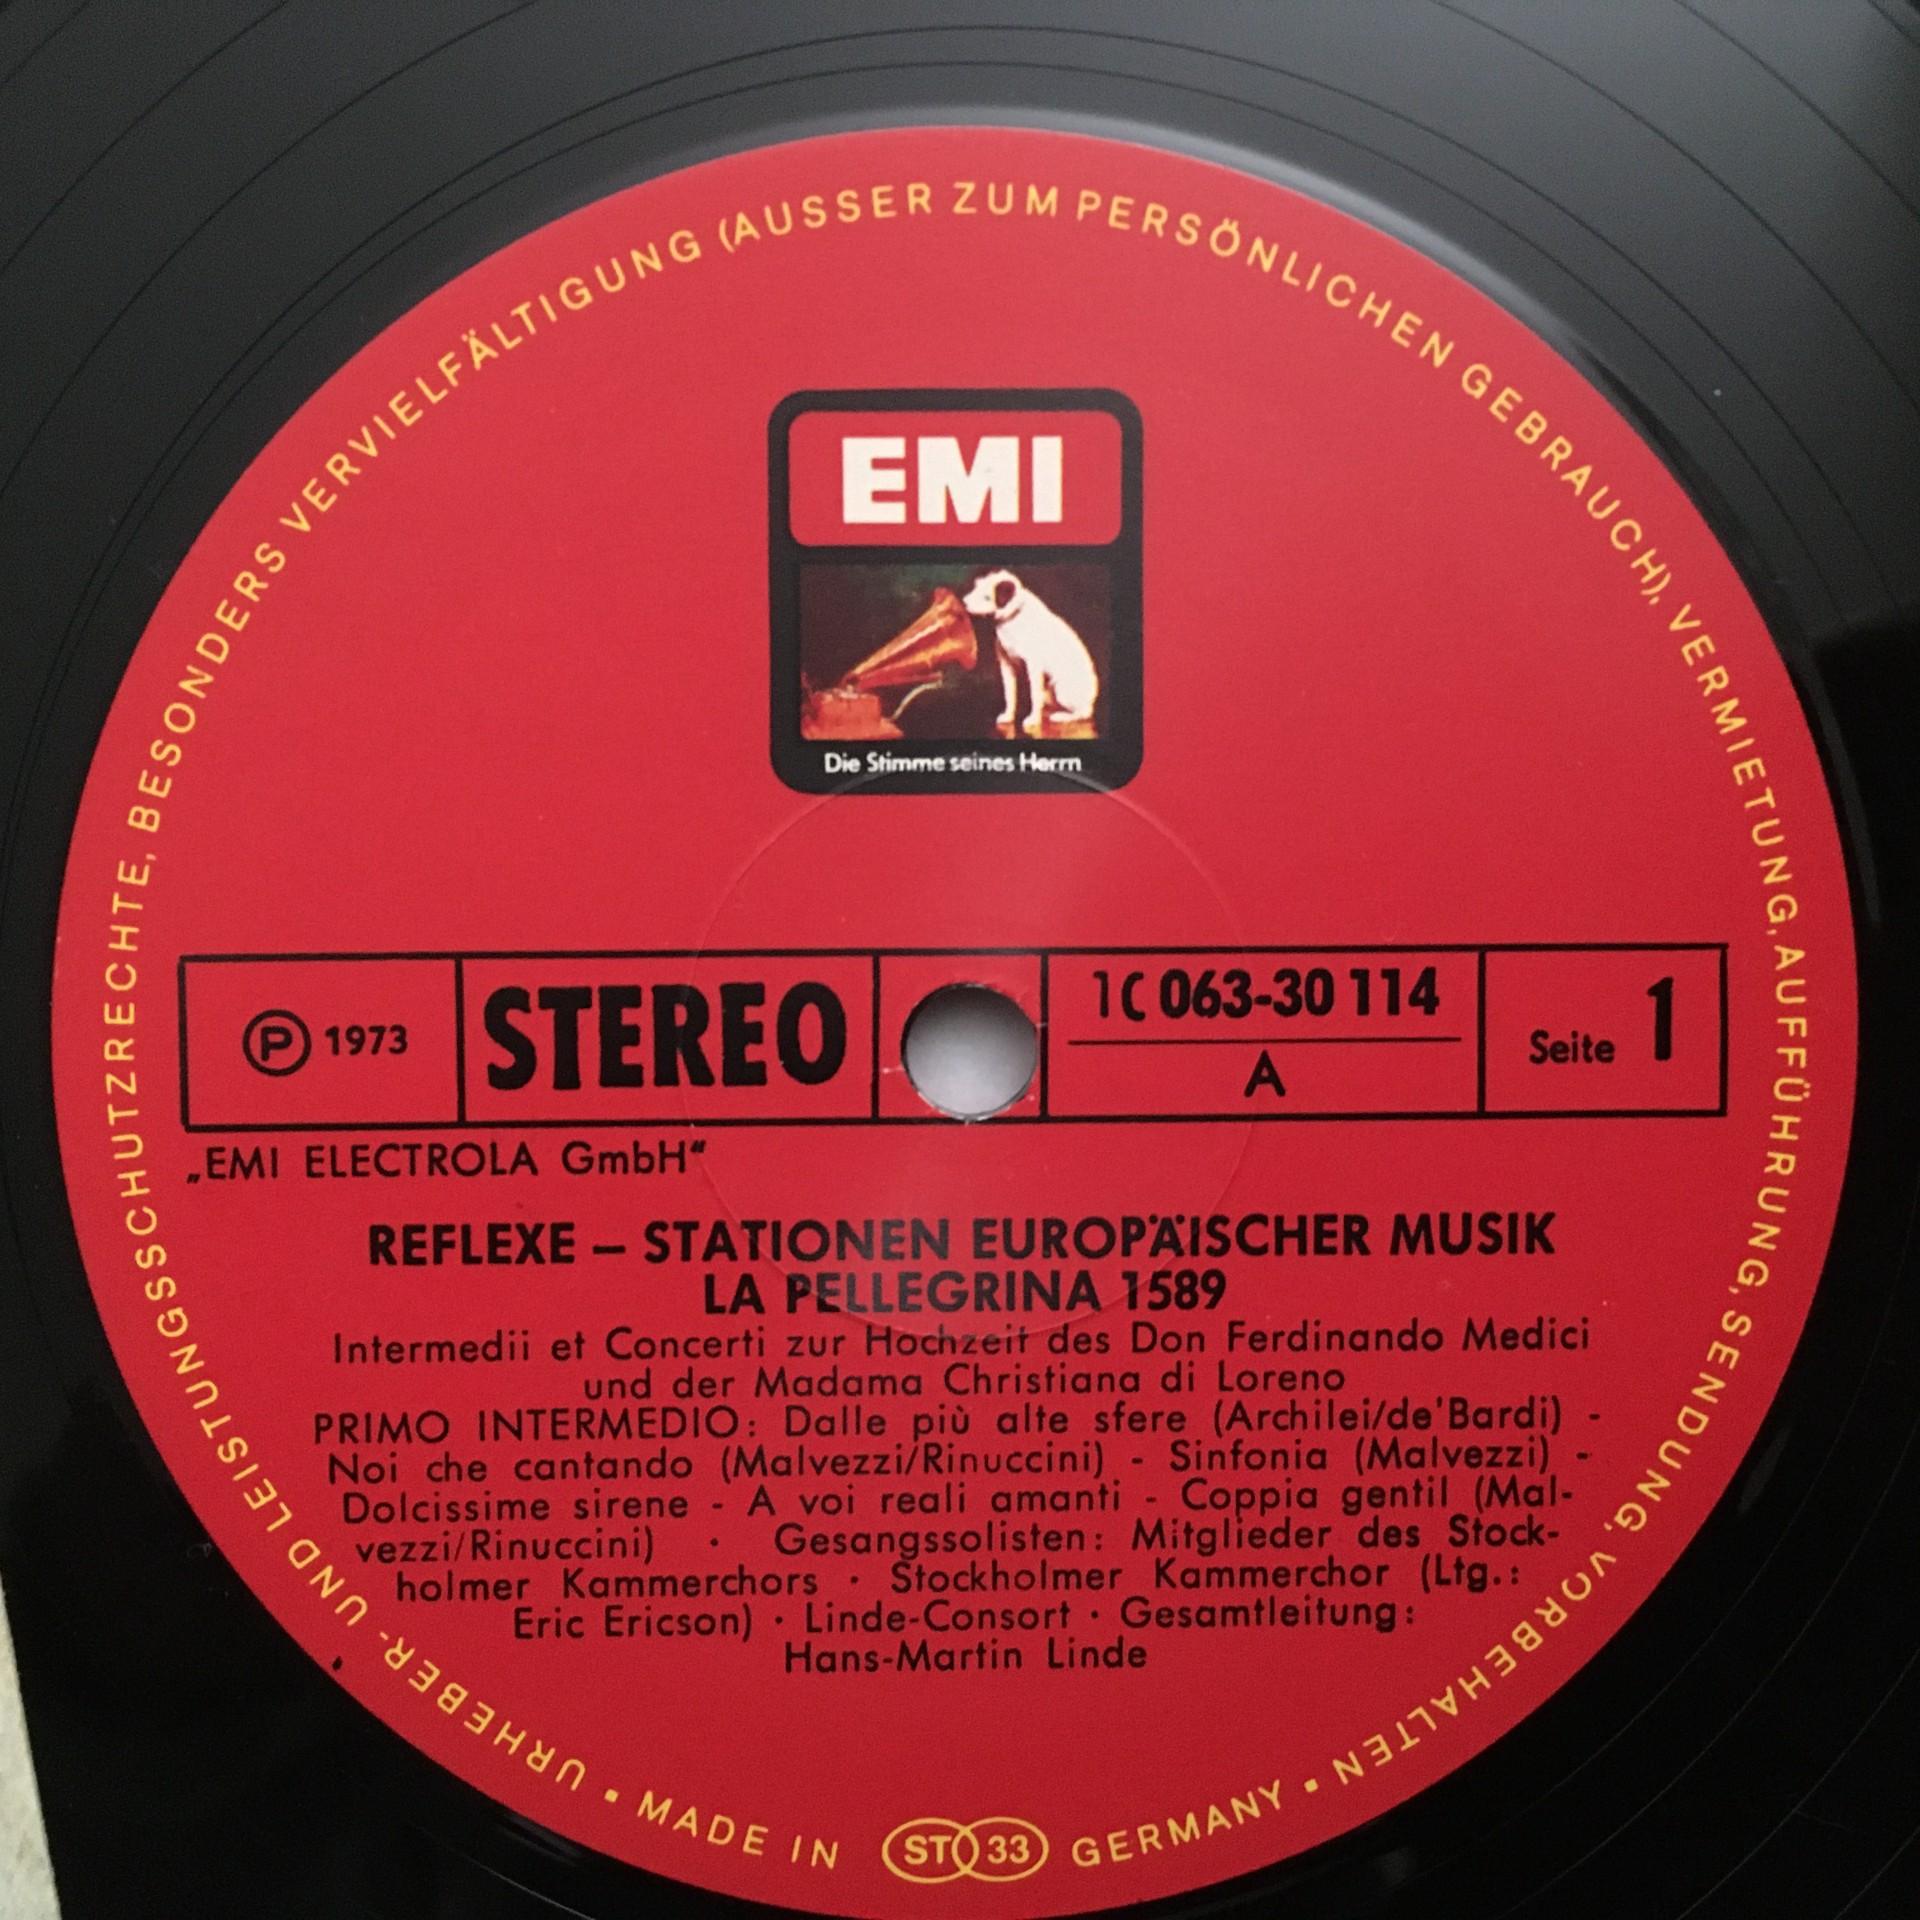 URHEBER- UND LEISTUNGSSCHUTZRECHTE, BESONDERS VERVIELFÄLTIGUNG (AUSSER ZUM PERSÖNLICHEN GEBRAUCH), VERMIETUNG, AUFFÜHRUNG, SENDUNG, VORBEHALTEN •
EMI
Die Stimme seines Herrn
Ⓟ 1973
STEREO
1C 063-30 114
A
Seite 1
„EMI ELECTROLA GmbH“
REFLEXE – STATIONEN EUROPÄISCHER MUSIK
LA PELLEGRINA 1589
Intermedii et Concerti zur Hochzeit des Don Ferdinando Medici
und der Madama Christiana di Loreno
PRIMO INTERMEDIO: Dalle più alte sfere (Archilei/de'Bardi) -
Noi che cantando (Malvezzi/Rinuccini) - Sinfonia (Malvezzi) -
Dolcissime sirene - A voi reali amanti - Coppia gentil (Mal-
vezzi/Rinuccini) · Gesangssolisten: Mitglieder des Stock-
holmer Kammerchors · Stockholmer Kammerchor (Ltg.:
Eric Ericson) · Linde-Consort · Gesamtleitung:
Hans-Martin Linde
• MADE IN ST 33 GERMANY